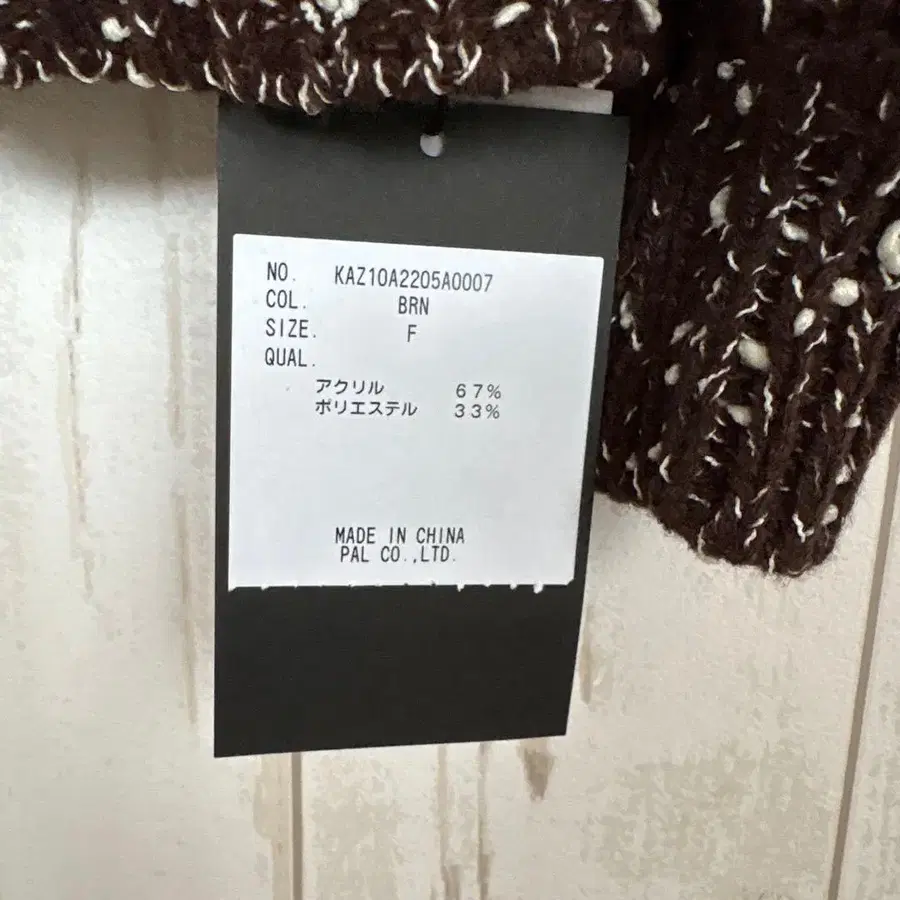 NO. KAZ10A2205A0007
COL. BRN
SIZE. F
QUAL.
アクリル 67%
ポリエステル 33%
MADE IN CHINA
PAL CO.,LTD.